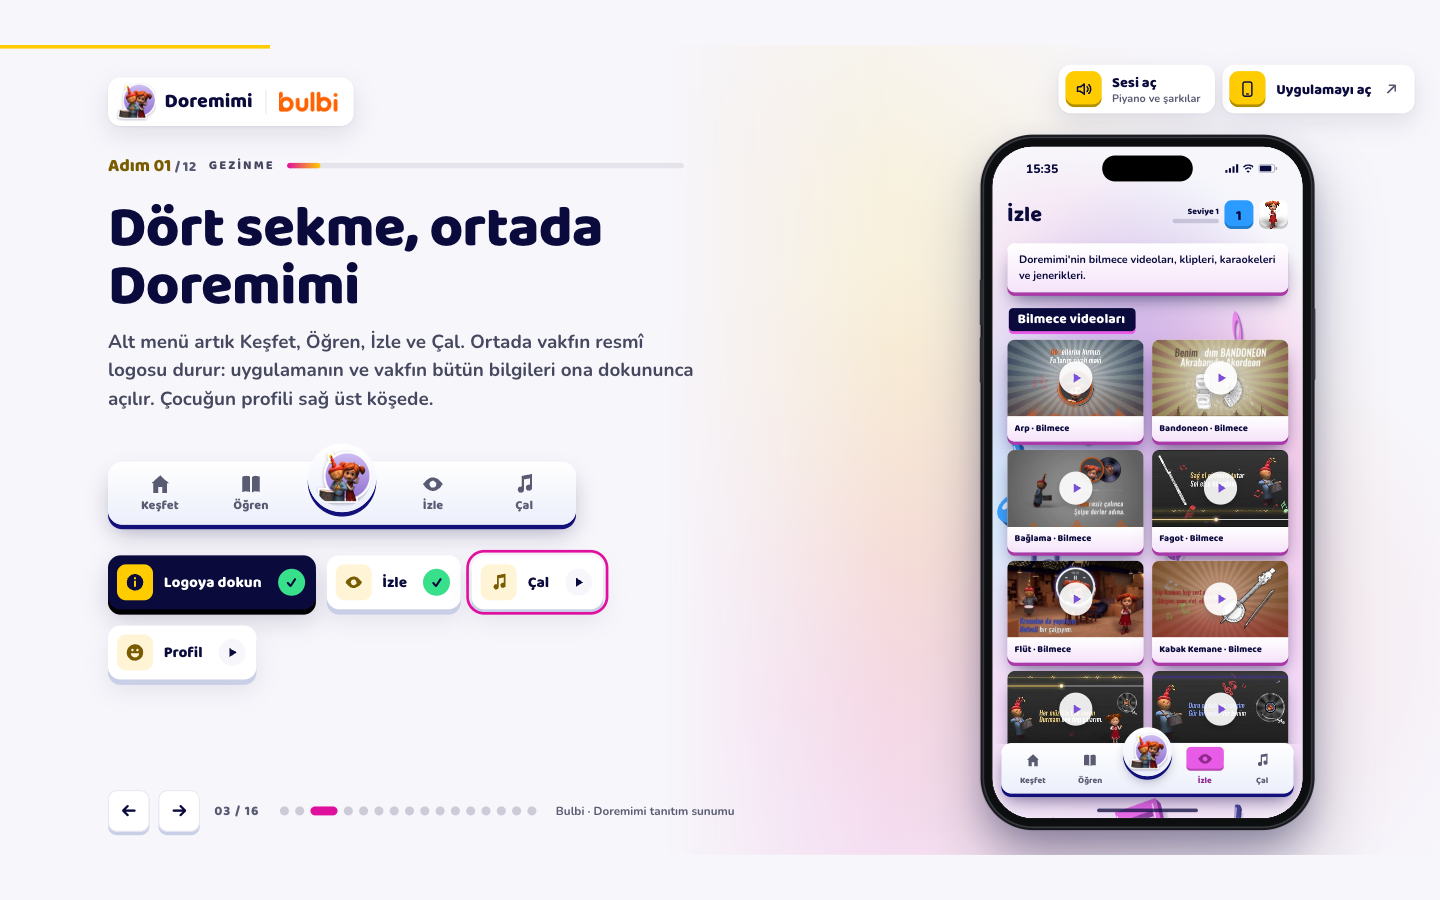 Doremimi
bulbi
Sesi aç
Piyano ve şarkılar
Uygulamayı aç
Adım 01 / 12 GEZİNME
Dört sekme, ortada
Doremimi
Alt menü artık Keşfet, Öğren, İzle ve Çal. Ortada vakfın resmî
logosu durur: uygulamanın ve vakfın bütün bilgileri ona dokununca
açılır. Çocuğun profili sağ üst köşede.
Keşfet
Öğren
İzle
Çal
Logoya dokun
İzle
Çal
Profil
03 / 16
Bulbi · Doremimi tanıtım sunumu
15:35
İzle
Seviye 1
1
Doremimi'nin bilmece videoları, klipleri, karaokeleri
ve jenerikleri.
Bilmece videoları
Arp · Bilmece
Benim
dım BANDONEON
Bandoneon · Bilmece
Bağlama · Bilmece
Fagot · Bilmece
Flüt · Bilmece
Kabak Kemane · Bilmece
Keşfet
Öğren
İzle
Çal